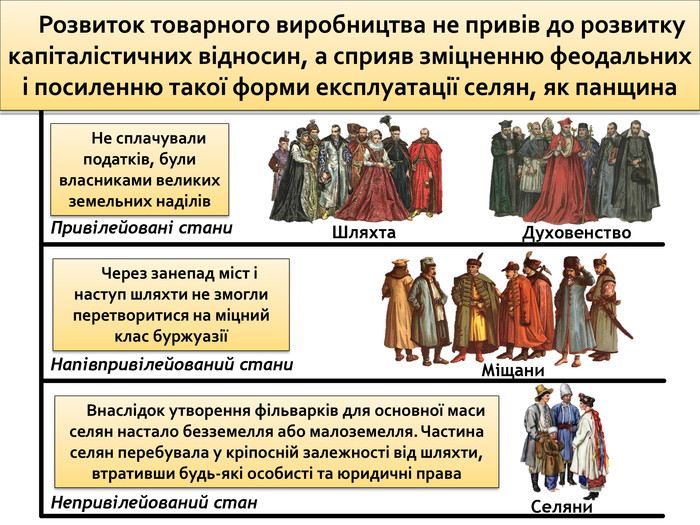 Розвиток товарного виробництва не привів до розвитку
капіталістичних відносин, а сприяв зміцненню феодальних
і посиленню такої форми експлуатації селян, як панщина
Не сплачували
податків, були
власниками великих
земельних наділів
Привілейовані стани
Шляхта
Духовенство
Через занепад міст і
наступ шляхти не змогли
перетворитися на міцний
клас буржуазії
Напівпривілейований стани
Міщани
Внаслідок утворення фільварків для основної маси
селян настало безземелля або малоземелля. Частина
селян перебувала у кріпосній залежності від шляхти,
втративши будь-які особисті та юридичні права
Непривілейований стан
Селяни